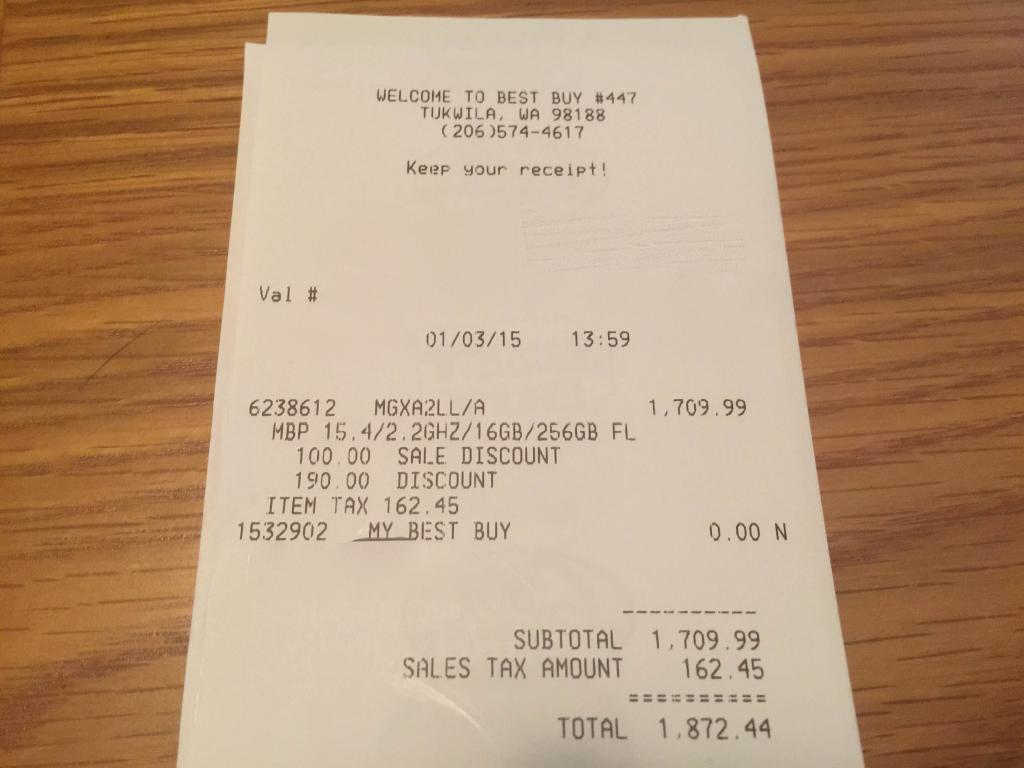 WELCOME TO BEST BUY #447
TUKWILA, WA 98188
(206)574-4617
Keep your receipt!
Val #
01/03/15 13:59
6238612 MGXA2LL/A 1,709.99
MBP 15.4/2.2GHZ/16GB/256GB FL
100.00 SALE DISCOUNT
190.00 DISCOUNT
ITEM TAX 162.45
1532902 MY BEST BUY 0.00 N
----------
SUBTOTAL 1,709.99
SALES TAX AMOUNT 162.45
==========
TOTAL 1,872.44